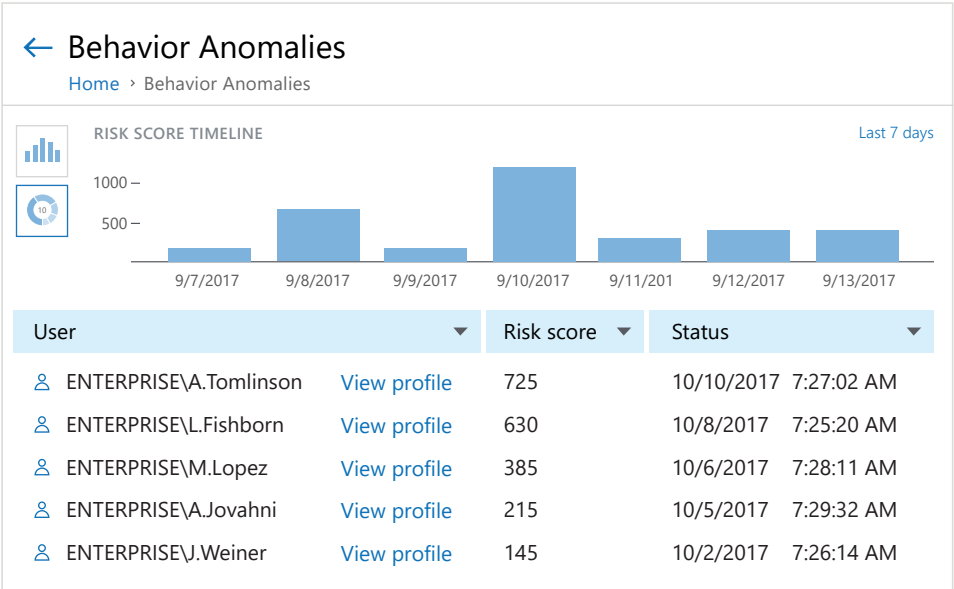 Behavior Anomalies
Home › Behavior Anomalies
RISK SCORE TIMELINE Last 7 days
1000
500
10
9/7/2017 9/8/2017 9/9/2017 9/10/2017 9/11/201 9/12/2017 9/13/2017
User Risk score Status
ENTERPRISE\A.Tomlinson View profile 725 10/10/2017 7:27:02 AM
ENTERPRISE\L.Fishborn View profile 630 10/8/2017 7:25:20 AM
ENTERPRISE\M.Lopez View profile 385 10/6/2017 7:28:11 AM
ENTERPRISE\A.Jovahni View profile 215 10/5/2017 7:29:32 AM
ENTERPRISE\J.Weiner View profile 145 10/2/2017 7:26:14 AM